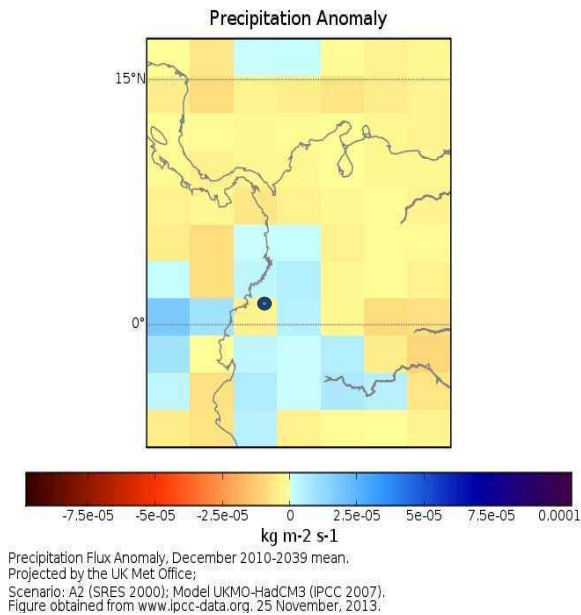 Precipitation Anomaly
15°N
0°
-7.5e-05 -5e-05 -2.5e-05 0 2.5e-05 5e-05 7.5e-05 0.0001
kg m-2 s-1
Precipitation Flux Anomaly, December 2010-2039 mean.
Projected by the UK Met Office;
Scenario: A2 (SRES 2000); Model UKMO-HadCM3 (IPCC 2007).
Figure obtained from www.ipcc-data.org. 25 November, 2013.